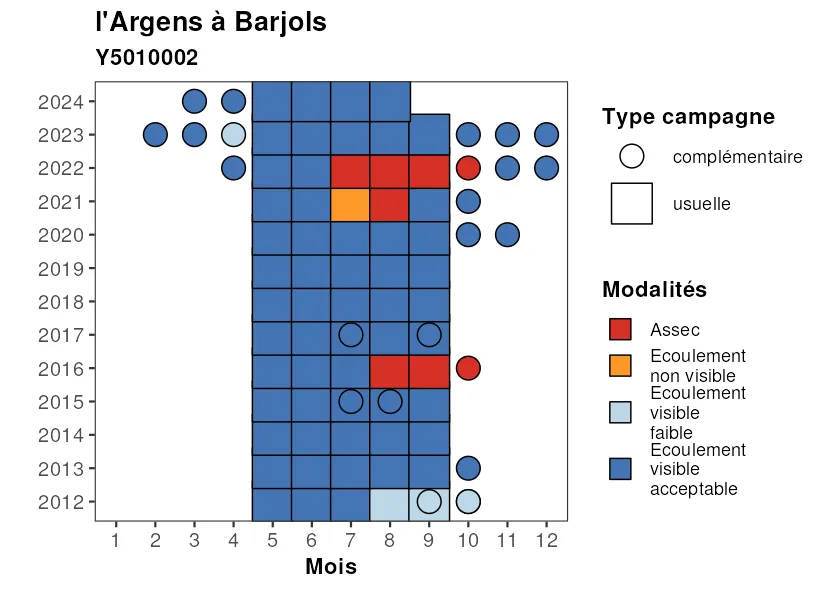 l'Argens à Barjols
Y5010002
2024
2023
2022
2021
2020
2019
2018
2017
2016
2015
2014
2013
2012
1 2 3 4 5 6 7 8 9 10 11 12
Mois
Type campagne
complémentaire
usuelle
Modalités
Assec
Ecoulement
non visible
Ecoulement
visible
faible
Ecoulement
visible
acceptable